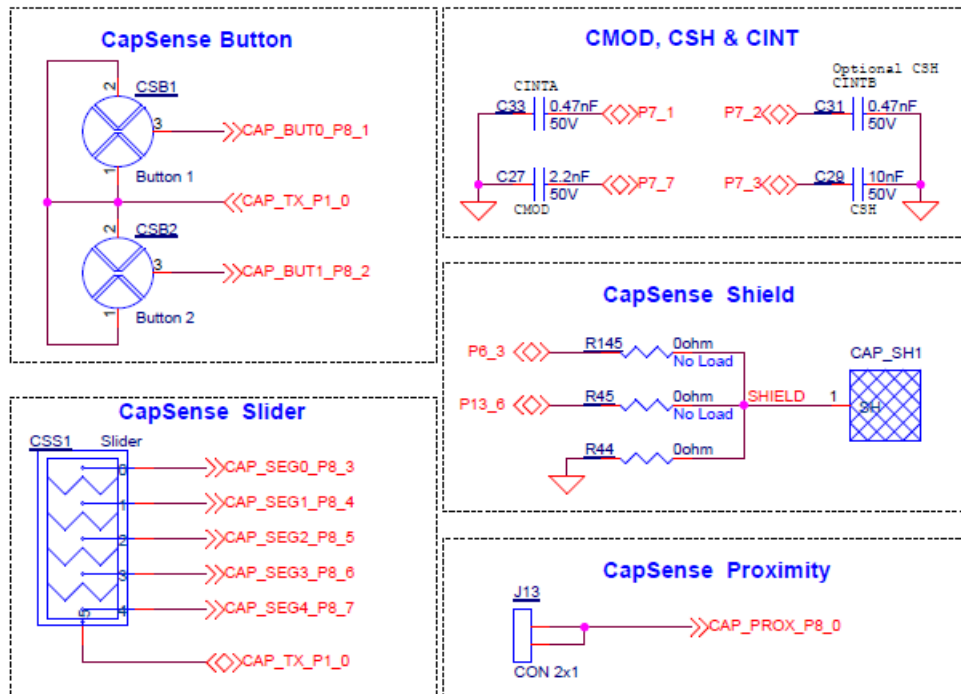 CapSense Button
2
CSB1
3
CAP_BUT0_P8_1
1
Button 1
CAP_TX_P1_0
2
CSB2
3
CAP_BUT1_P8_2
1
Button 2
CMOD, CSH & CINT
CINTA
C33
0.47nF
50V
P7_1
Optional CSH
CINTB
P7_2
C31
0.47nF
50V
C27
2.2nF
50V
CMOD
P7_7
P7_3
C29
10nF
50V
CSH
CapSense Shield
P6_3
R145
0ohm
No Load
CAP_SH1
P13_6
R45
0ohm
No Load
SHIELD
1
SH
R44
0ohm
CapSense Slider
CSS1
Slider
0
CAP_SEG0_P8_3
1
CAP_SEG1_P8_4
2
CAP_SEG2_P8_5
3
CAP_SEG3_P8_6
4
CAP_SEG4_P8_7
5
CAP_TX_P1_0
CapSense Proximity
J13
CAP_PROX_P8_0
CON 2x1